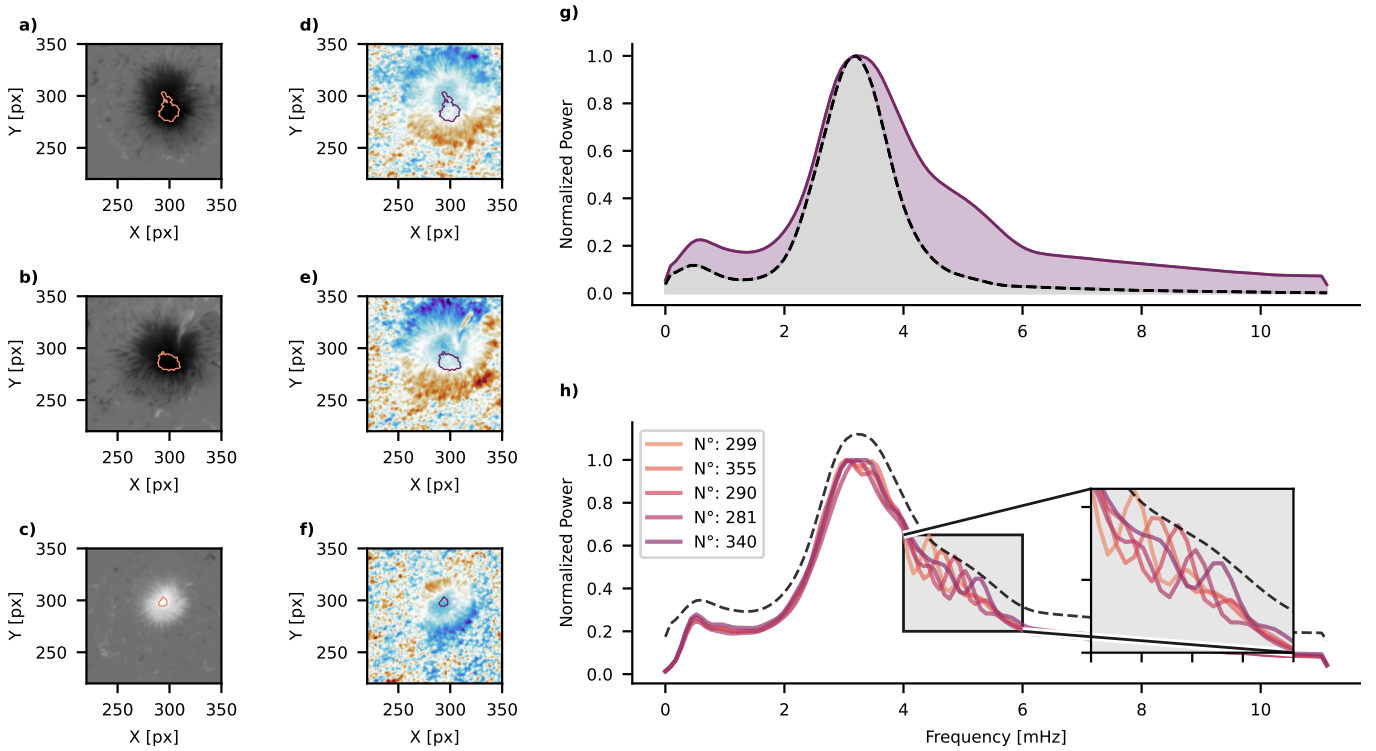 a)
350
300
250
Y [px]
250 300 350
X [px]
b)
350
300
250
Y [px]
250 300 350
X [px]
c)
350
300
250
Y [px]
250 300 350
X [px]
d)
350
300
250
Y [px]
250 300 350
X [px]
e)
350
300
250
Y [px]
250 300 350
X [px]
f)
350
300
250
Y [px]
250 300 350
X [px]
g)
1.0
0.8
0.6
0.4
0.2
0.0
Normalized Power
0 2 4 6 8 10
h)
N°: 299
N°: 355
N°: 290
N°: 281
N°: 340
1.0
0.8
0.6
0.4
0.2
0.0
Normalized Power
0 2 4 6 8 10
Frequency [mHz]